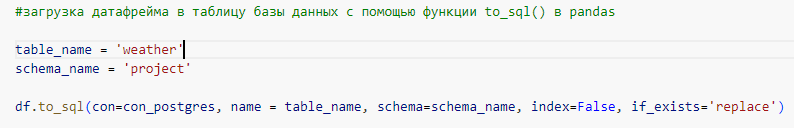 #загрузка датафрейма в таблицу базы данных с помощью функции to_sql() в pandas
table_name = 'weather'
schema_name = 'project'
df.to_sql(con=con_postgres, name = table_name, schema=schema_name, index=False, if_exists='replace')